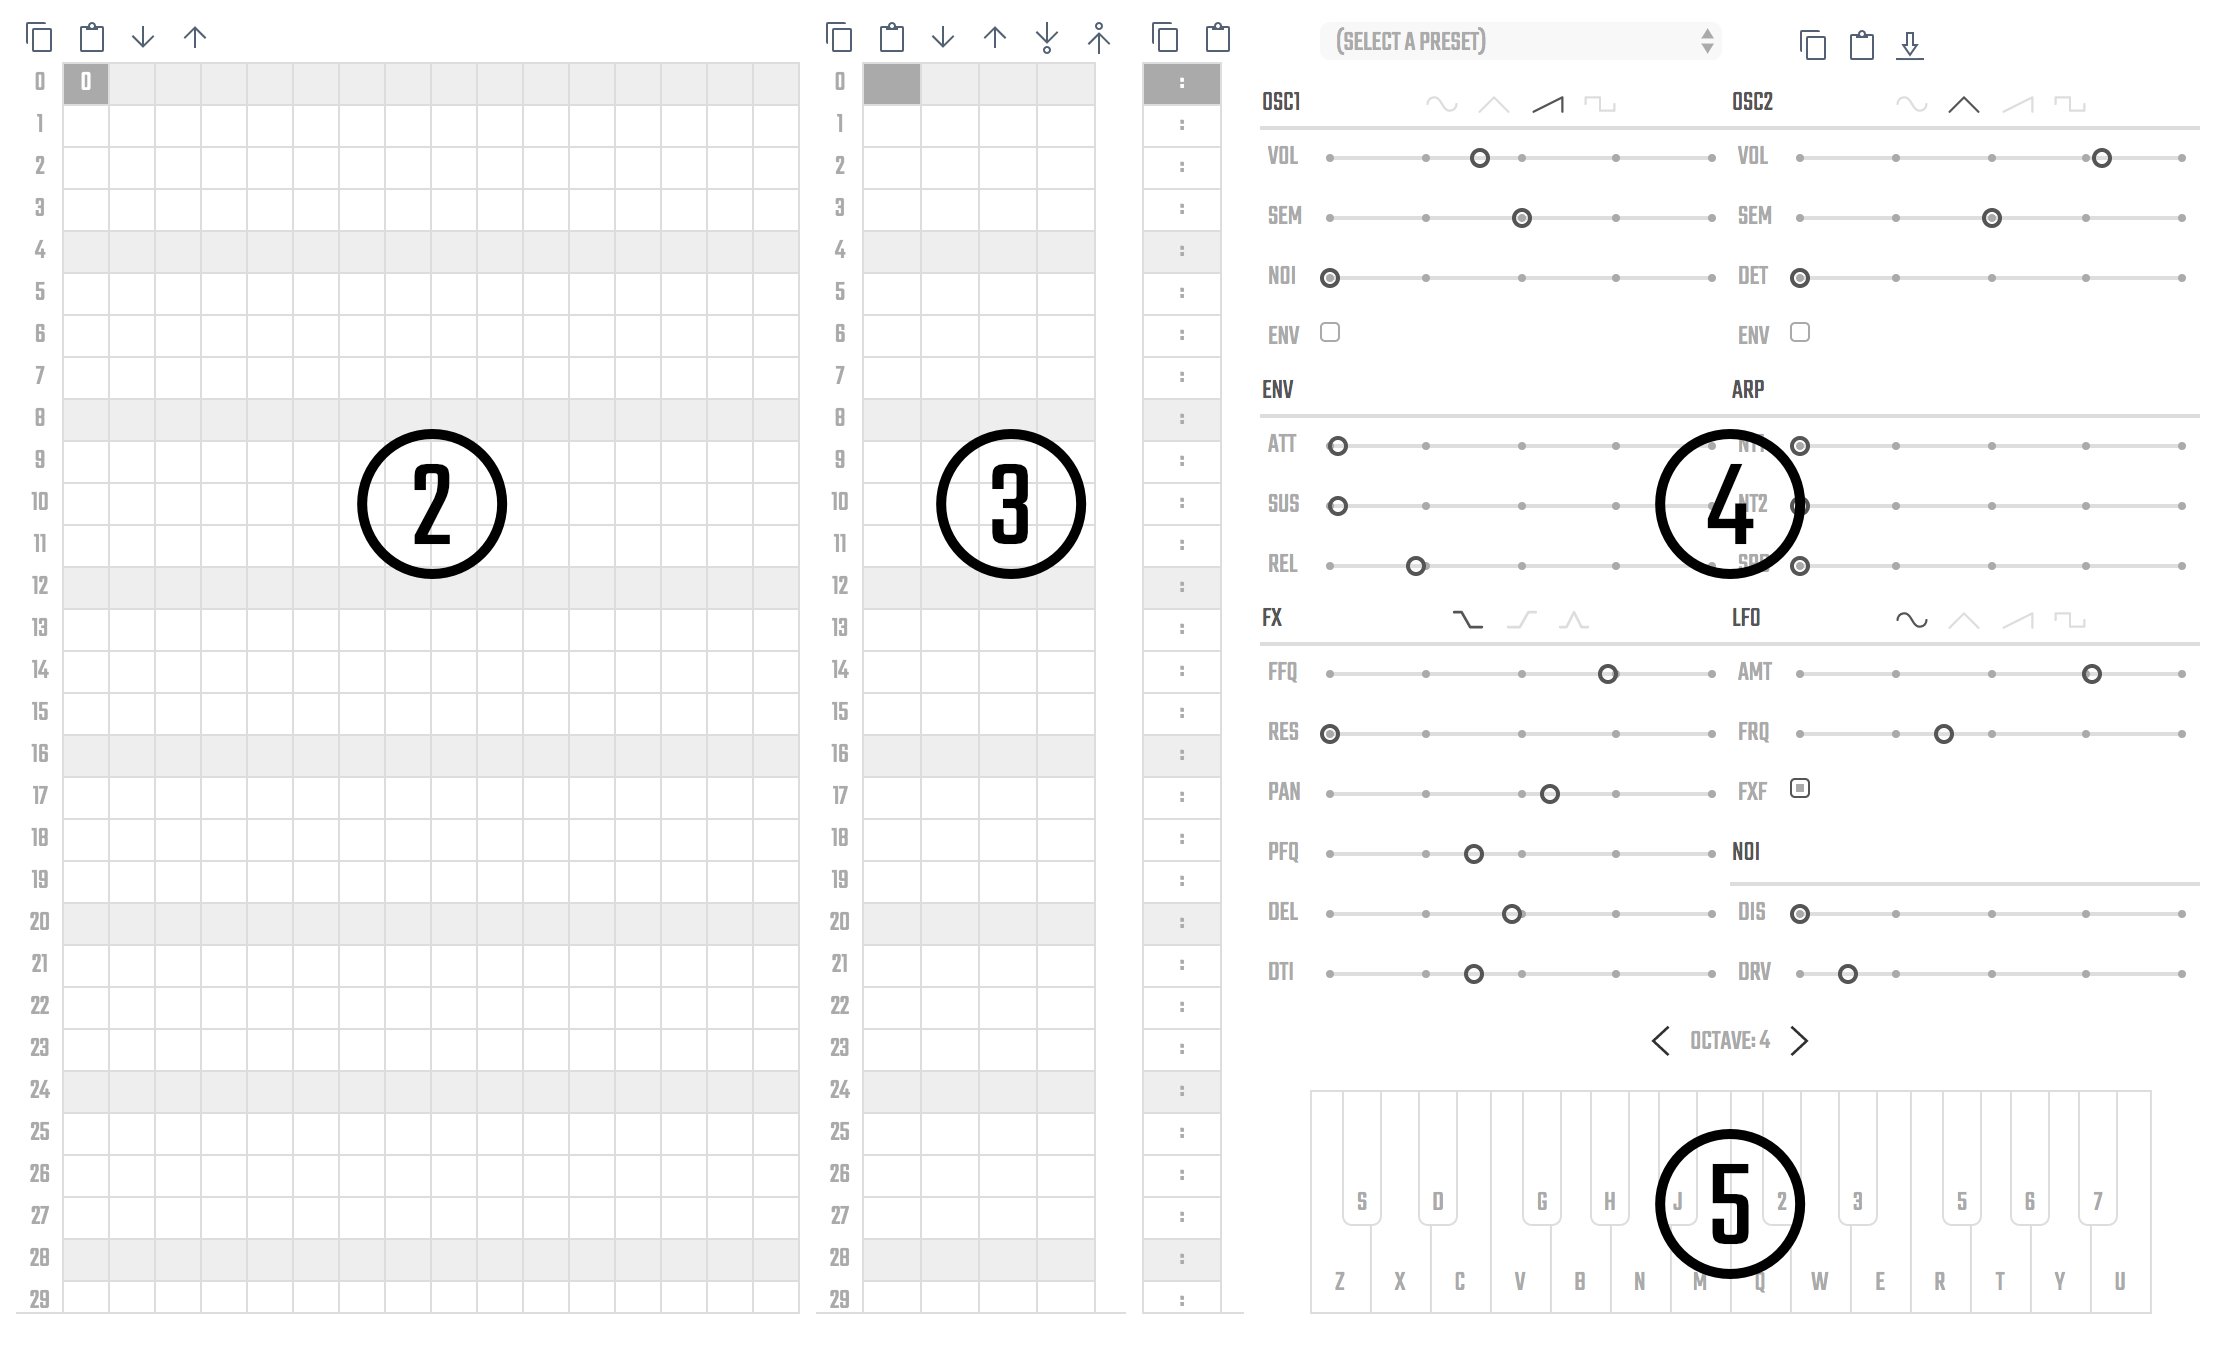 (SELECT A PRESET)
0 0 0 :
1 1 :
2 2 :
3 3 :
4 4 :
5 5 :
6 6 :
7 7 :
8 8 :
9 9 :
10 10 :
11 11 :
12 12 :
13 13 :
14 14 :
15 15 :
16 16 :
17 17 :
18 18 :
19 19 :
20 20 :
21 21 :
22 22 :
23 23 :
24 24 :
25 25 :
26 26 :
27 27 :
28 28 :
29 29 :
2
3
OSC1 OSC2
VOL VOL
SEM SEM
NOI DET
ENV ENV
ENV ARP
ATT
SUS NT2
REL
4
FX LFO
FFQ AMT
RES FRQ
PAN FXF
PFQ NOI
DEL DIS
DTI DRV
OCTAVE: 4
S D G H J 2 3 5 6 7
5
Z X C V B N M Q W E R T Y U